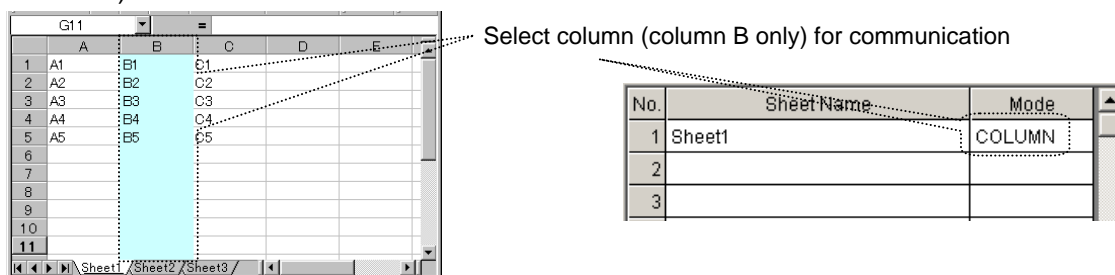 G11 =
A B C D E
1 A1 B1 C1
2 A2 B2 C2
3 A3 B3 C3
4 A4 B4 C4
5 A5 B5 C5
6
7
8
9
10
11
Sheet1 Sheet2 Sheet3
Select column (column B only) for communication
No. Sheet Name Mode
1 Sheet1 COLUMN
2
3